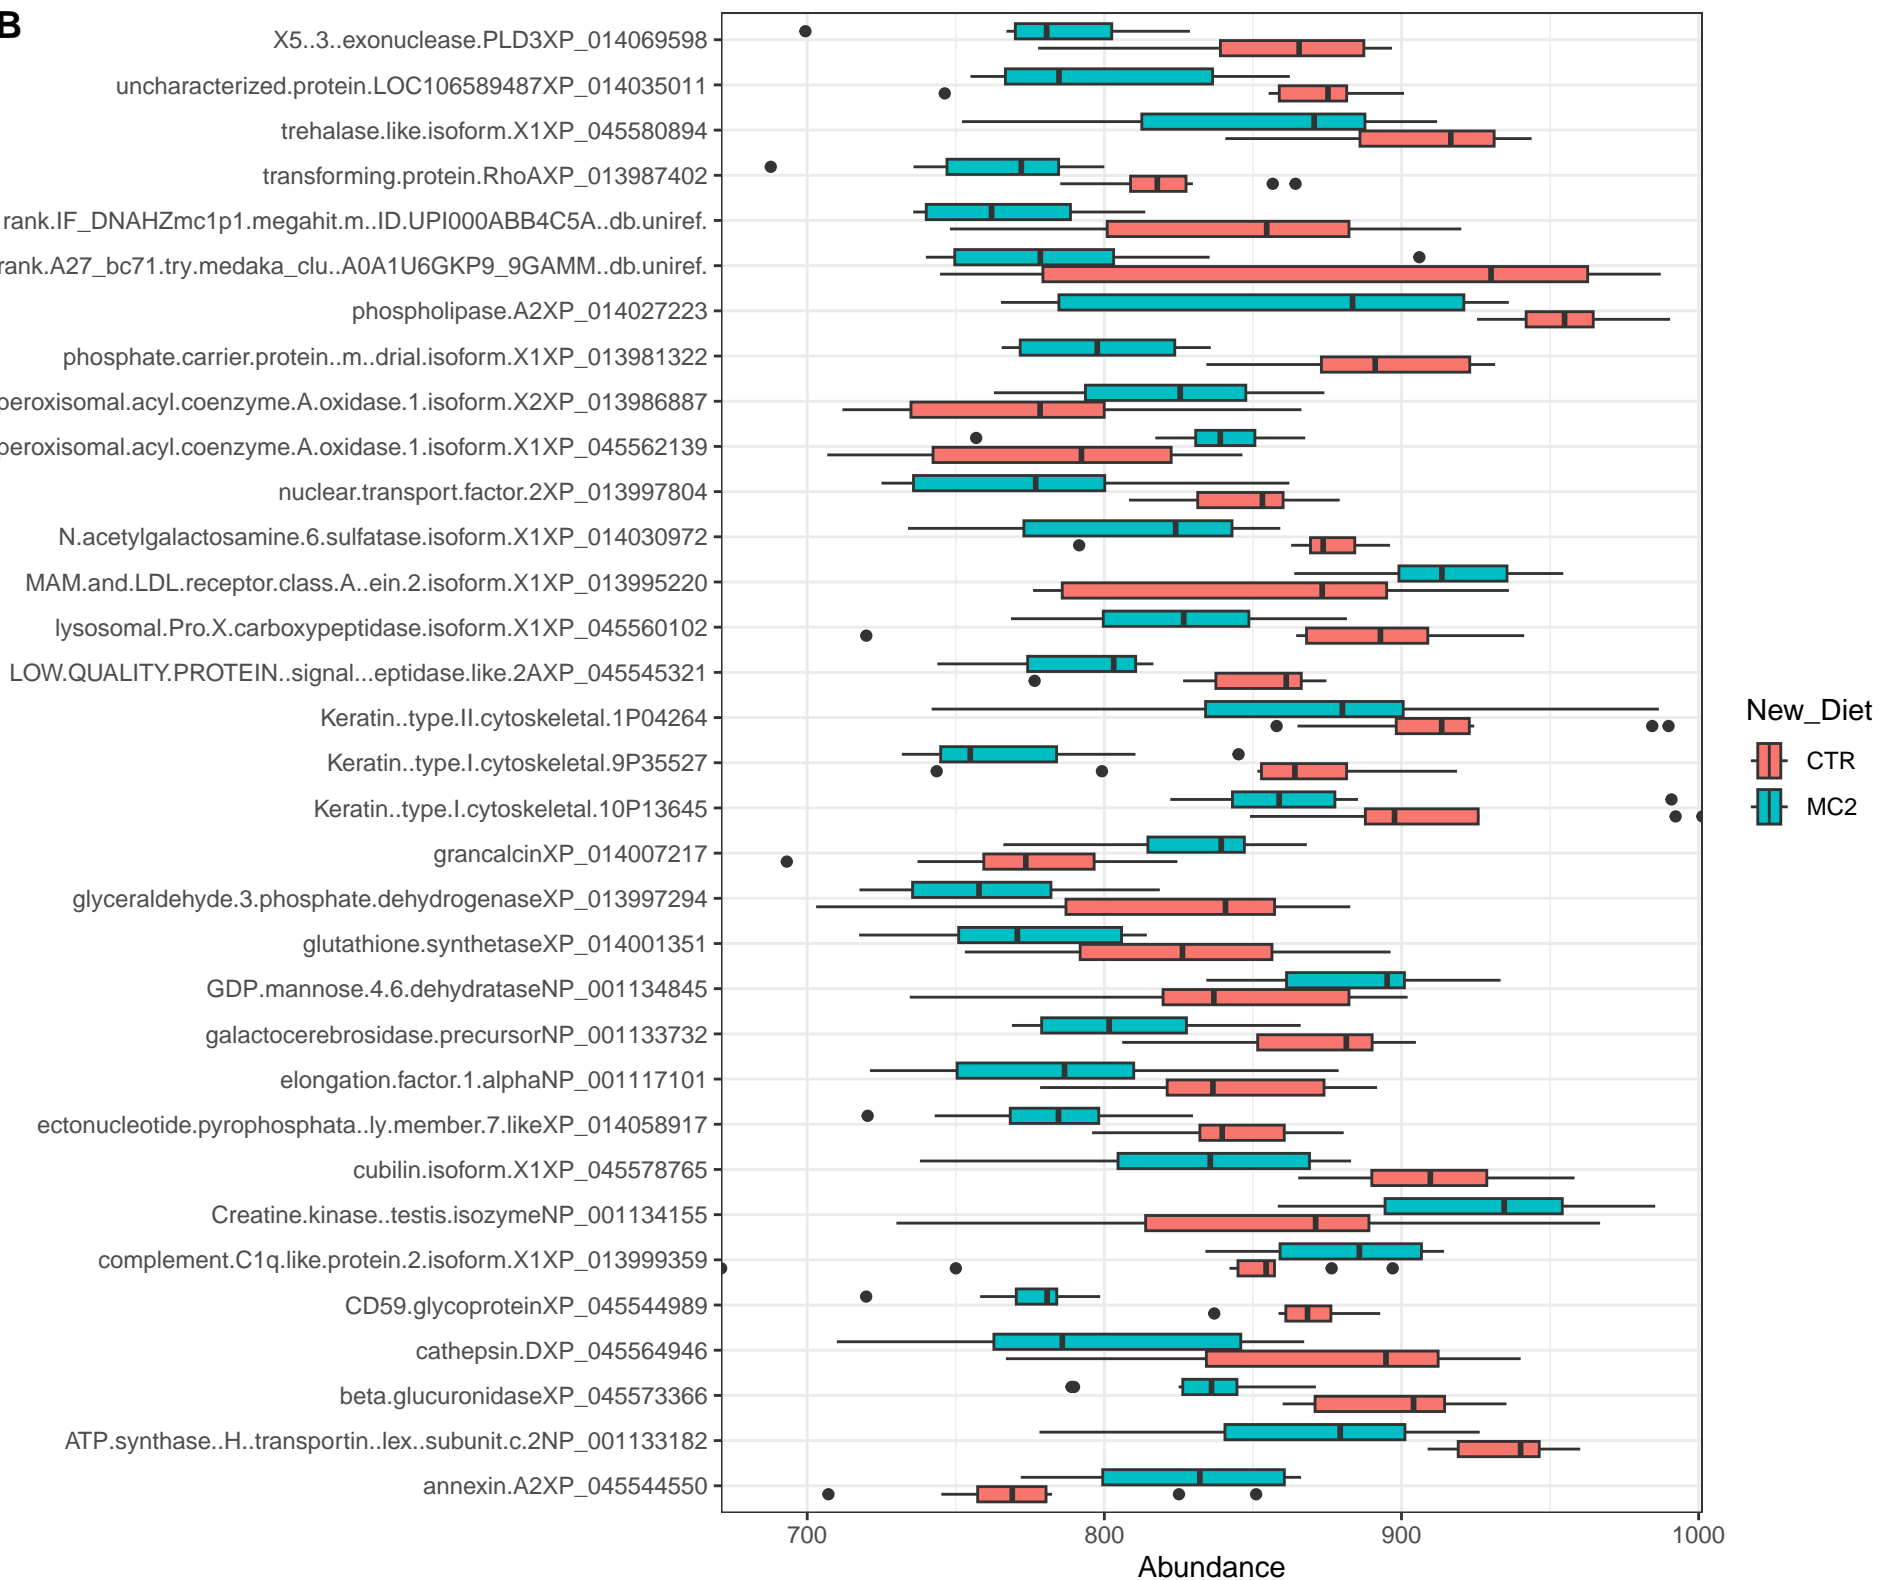 B
X5..3..exonuclease.PLD3XP_014069598
uncharacterized.protein.LOC106589487XP_014035011
trehalase.like.isoform.X1XP_045580894
transforming.protein.RhoAXP_013987402
rank.IF_DNAHZmc1p1.megahit.m..ID.UPI000ABB4C5A..db.uniref.
rank.A27_bc71.try.medaka_clu..A0A1U6GKP9_9GAMM..db.uniref.
phospholipase.A2XP_014027223
phosphate.carrier.protein..m..drial.isoform.X1XP_013981322
peroxisomal.acyl.coenzyme.A.oxidase.1.isoform.X2XP_013986887
peroxisomal.acyl.coenzyme.A.oxidase.1.isoform.X1XP_045562139
nuclear.transport.factor.2XP_013997804
N.acetylgalactosamine.6.sulfatase.isoform.X1XP_014030972
MAM.and.LDL.receptor.class.A..ein.2.isoform.X1XP_013995220
lysosomal.Pro.X.carboxypeptidase.isoform.X1XP_045560102
LOW.QUALITY.PROTEIN..signal...eptidase.like.2AXP_045545321
Keratin..type.II.cytoskeletal.1P04264
Keratin..type.I.cytoskeletal.9P35527
Keratin..type.I.cytoskeletal.10P13645
grancalcinXP_014007217
glyceraldehyde.3.phosphate.dehydrogenaseXP_013997294
glutathione.synthetaseXP_014001351
GDP.mannose.4.6.dehydrataseNP_001134845
galactocerebrosidase.precursorNP_001133732
elongation.factor.1.alphaNP_001117101
ectonucleotide.pyrophosphata..ly.member.7.likeXP_014058917
cubilin.isoform.X1XP_045578765
Creatine.kinase..testis.isozymeNP_001134155
complement.C1q.like.protein.2.isoform.X1XP_013999359
CD59.glycoproteinXP_045544989
cathepsin.DXP_045564946
beta.glucuronidaseXP_045573366
ATP.synthase..H..transportin..lex..subunit.c.2NP_001133182
annexin.A2XP_045544550
700 800 900 1000
Abundance
New_Diet
CTR
MC2